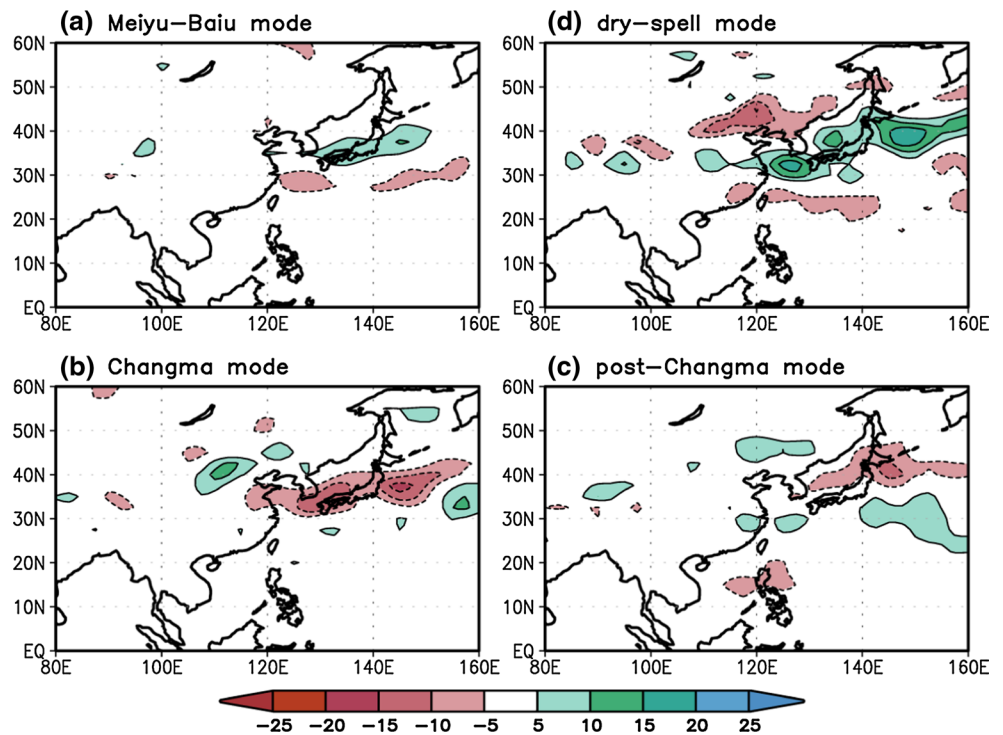 (a) Meiyu−Baiu mode
60N
50N
40N
30N
20N
10N
EQ
80E 100E 120E 140E 160E
(d) dry−spell mode
60N
50N
40N
30N
20N
10N
EQ
80E 100E 120E 140E 160E
(b) Changma mode
60N
50N
40N
30N
20N
10N
EQ
80E 100E 120E 140E 160E
(c) post−Changma mode
60N
50N
40N
30N
20N
10N
EQ
80E 100E 120E 140E 160E
−25 −20 −15 −10 −5 5 10 15 20 25